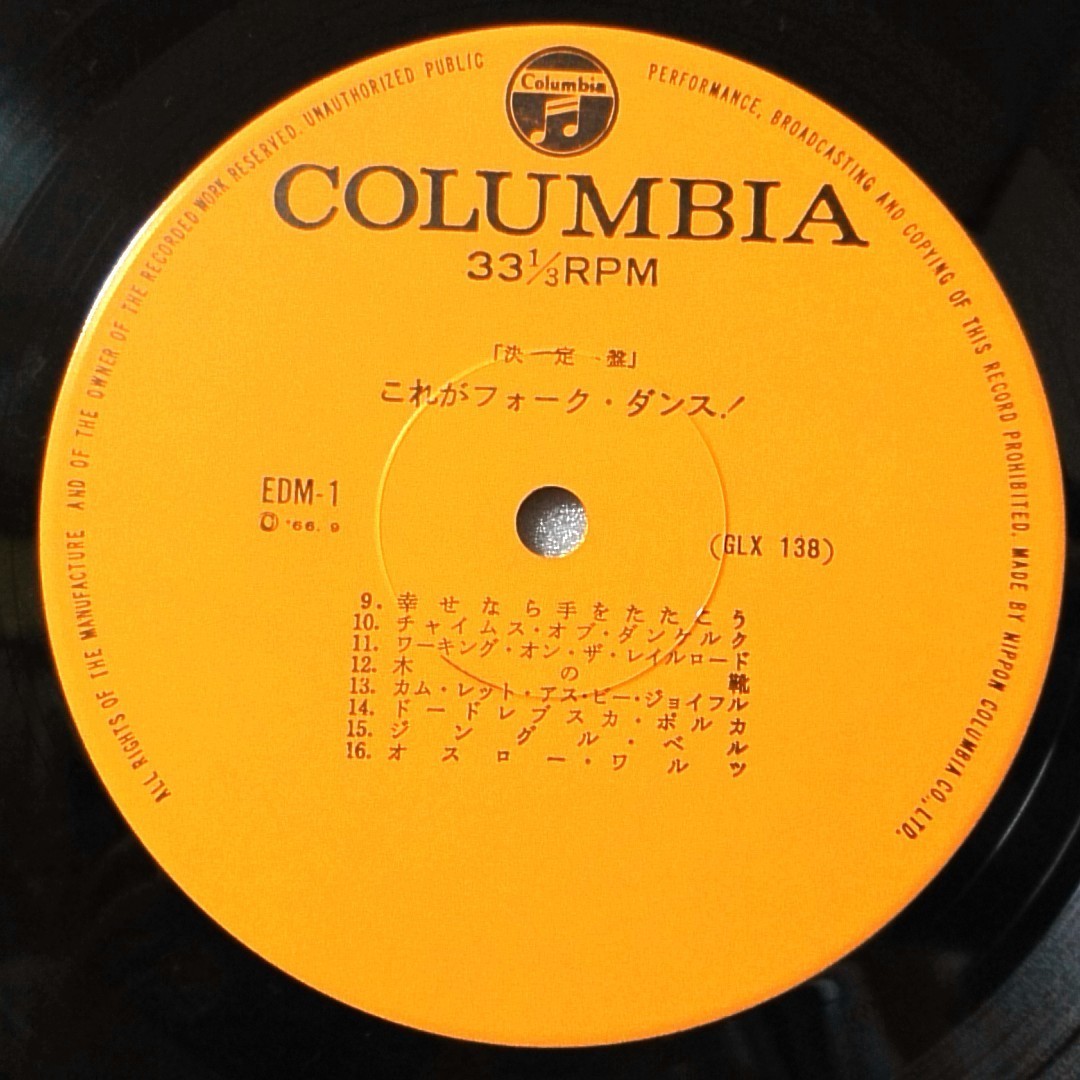 ALL RIGHTS OF THE MANUFACTURE AND OF THE OWNER OF THE RECORDED WORK RESERVED. UNAUTHORIZED PUBLIC PERFORMANCE, BROADCASTING AND COPYING OF THIS RECORD PROHIBITED. MADE BY NIPPON COLUMBIA CO., LTD.
Columbia
COLUMBIA
33 1/3 RPM
「決定盤」
これがフォーク・ダンス!
EDM-1
Ⓒ '66. 9
(GLX 138)
9. 幸せなら手をたたこう
10. チャイムス・オブ・ダンケルク
11. ワーキング・オン・ザ・レイルロード
12. 木の靴
13. カム・レット・アス・ビー・ジョイフル
14. ドードレブスカ・ポルカ
15. ジングル・ベル
16. オスロー・ワルツ